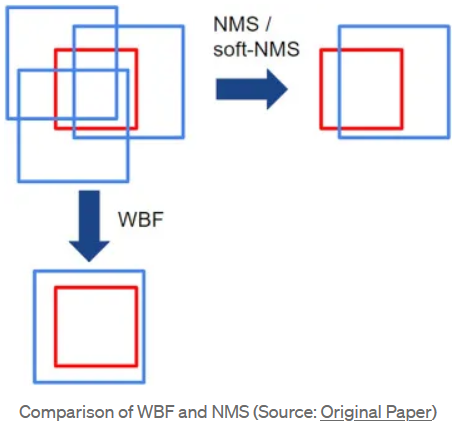 NMS /
soft-NMS
WBF
Comparison of WBF and NMS (Source: Original Paper)